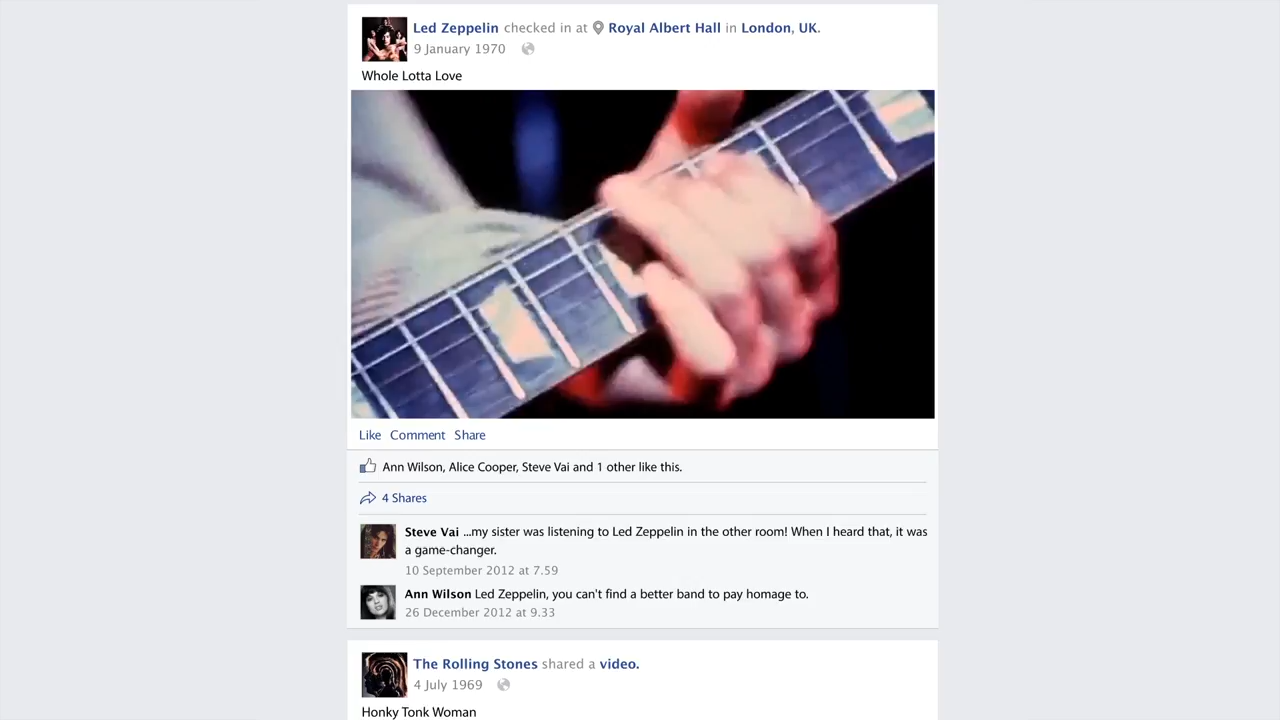 Led Zeppelin checked in at Royal Albert Hall in London, UK.
9 January 1970
Whole Lotta Love
Like Comment Share
Ann Wilson, Alice Cooper, Steve Vai and 1 other like this.
4 Shares
Steve Vai ...my sister was listening to Led Zeppelin in the other room! When I heard that, it was
a game-changer.
10 September 2012 at 7.59
Ann Wilson Led Zeppelin, you can't find a better band to pay homage to.
26 December 2012 at 9.33
The Rolling Stones shared a video.
4 July 1969
Honky Tonk Woman